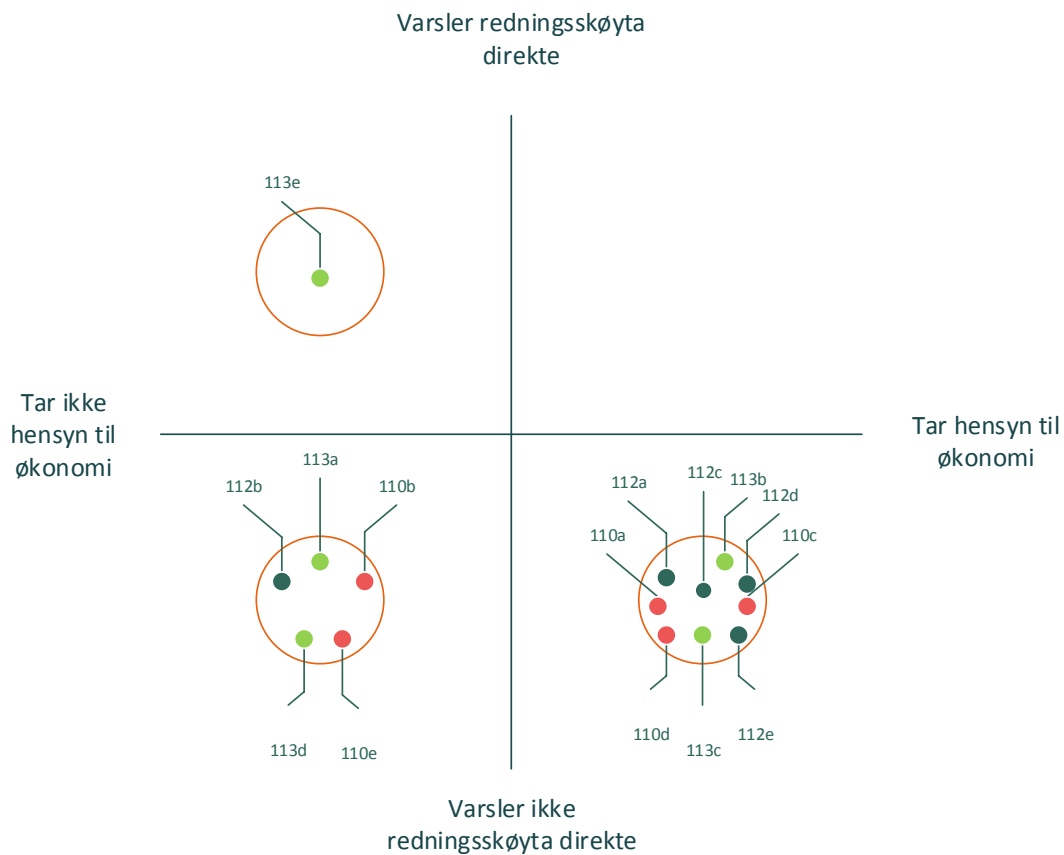 Varsler redningsskøyta
direkte
113e
Tar ikke
hensyn til
økonomi
Tar hensyn til
økonomi
113a
112b
110b
112c
113b
112a
112d
110a
110c
113d
110e
110d
113c
112e
Varsler ikke
redningsskøyta direkte